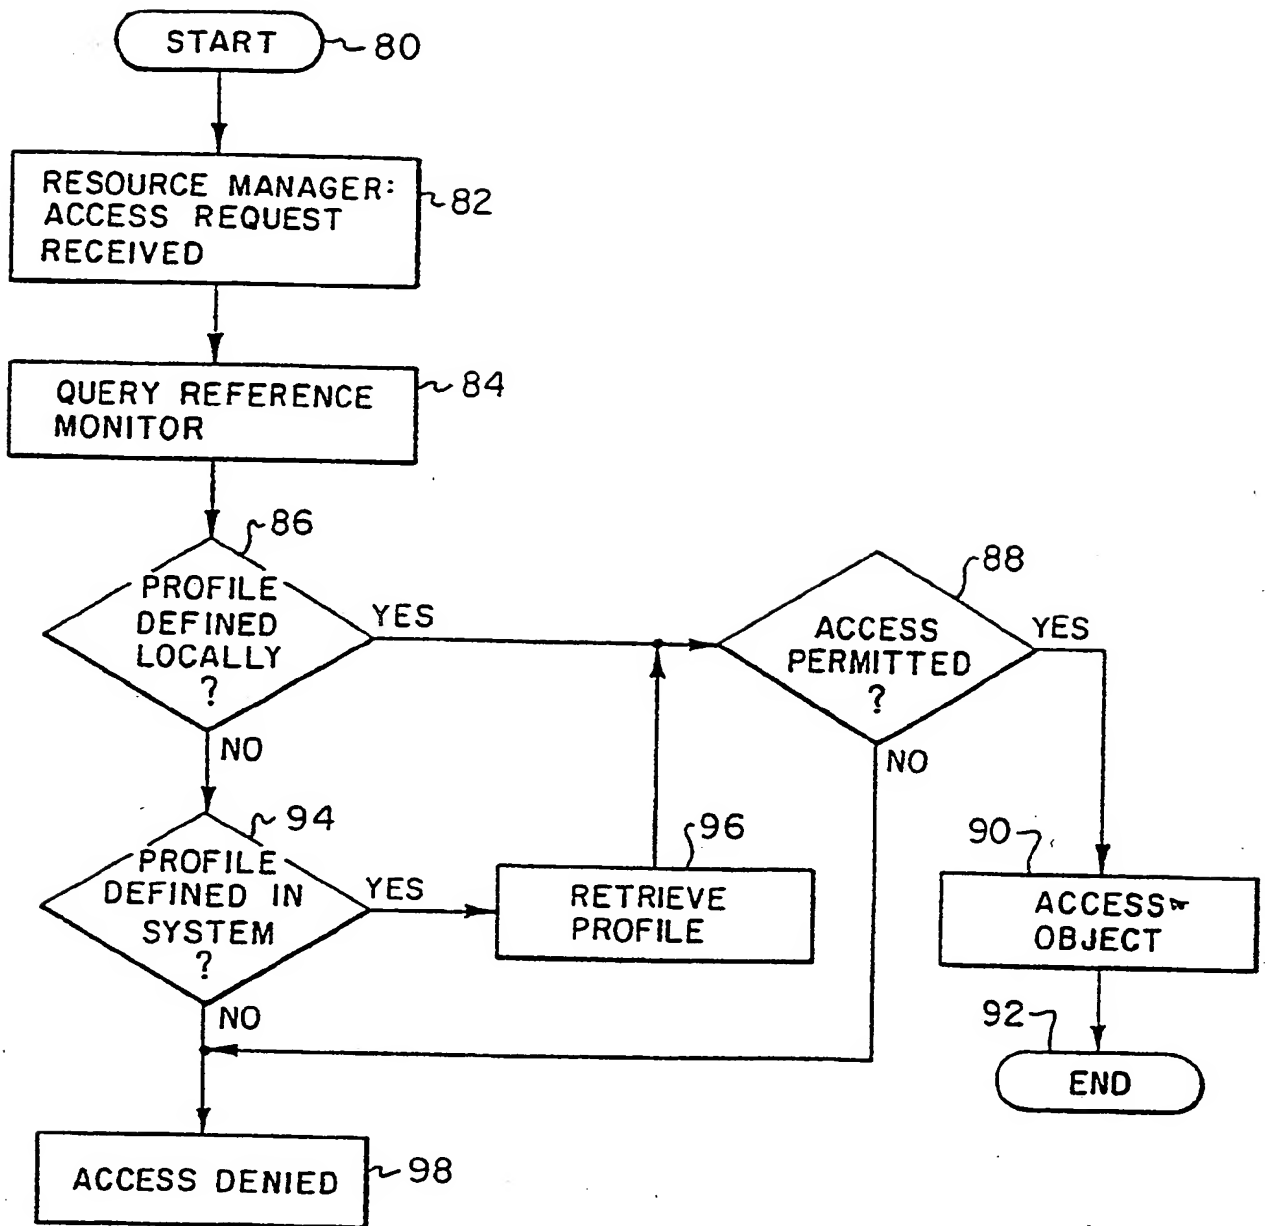 START
80
RESOURCE MANAGER:
ACCESS REQUEST
RECEIVED
82
QUERY REFERENCE
MONITOR
84
86
PROFILE
DEFINED
LOCALLY
?
YES
NO
88
ACCESS
PERMITTED
?
YES
NO
94
PROFILE
DEFINED IN
SYSTEM
?
YES
NO
96
RETRIEVE
PROFILE
90
ACCESS
OBJECT
92
END
ACCESS DENIED
98